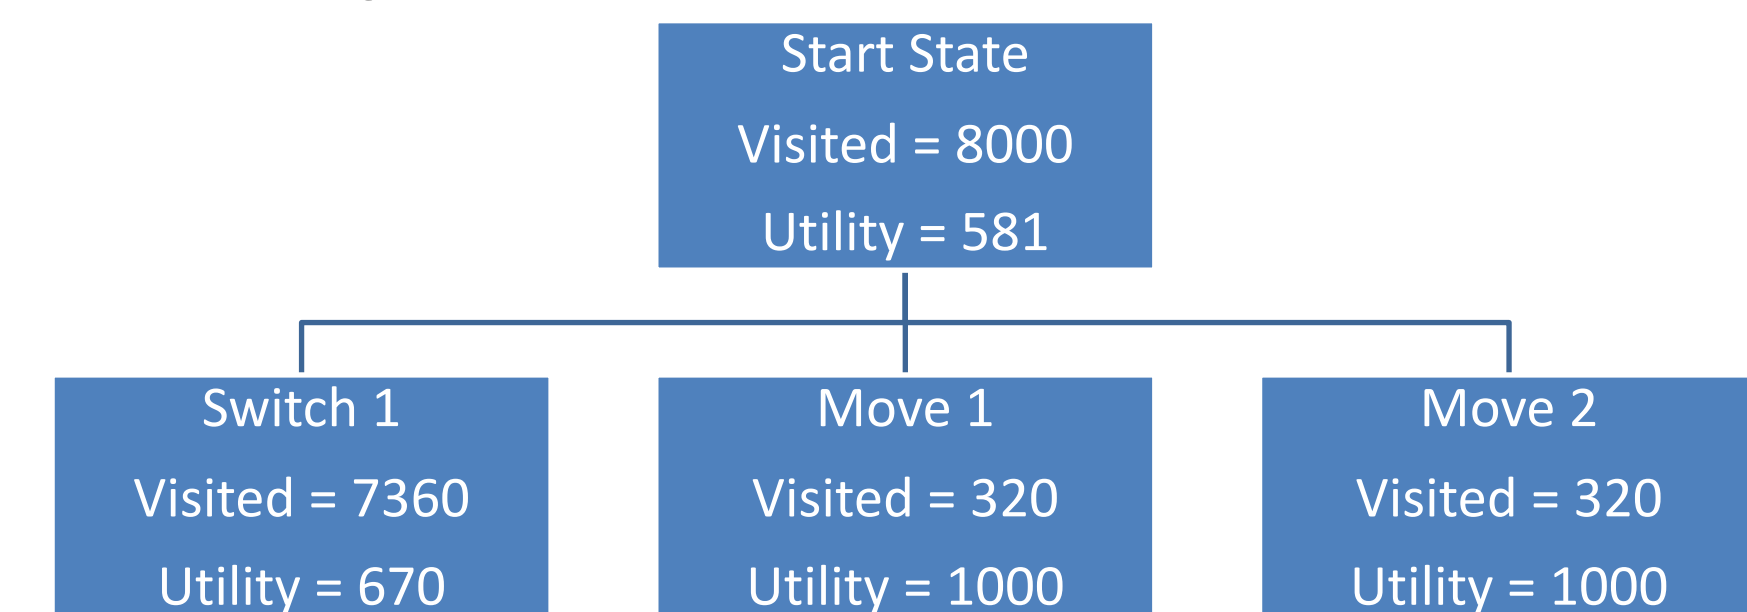 Start State
Visited = 8000
Utility = 581
Switch 1
Visited = 7360
Utility = 670
Move 1
Visited = 320
Utility = 1000
Move 2
Visited = 320
Utility = 1000